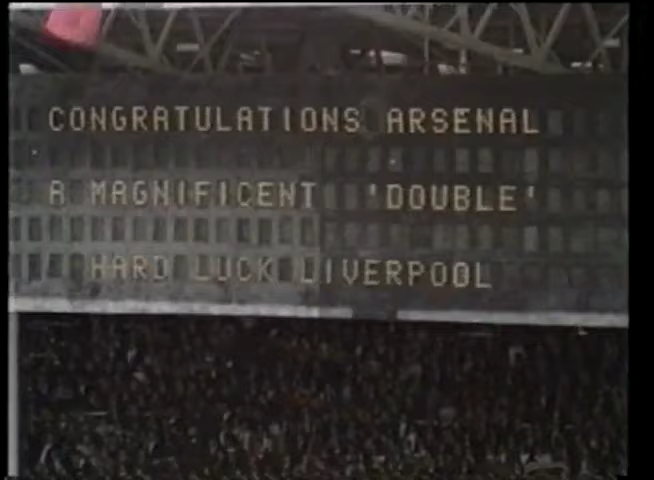 CONGRATULATIONS ARSENAL
A MAGNIFICENT 'DOUBLE'
HARD LUCK LIVERPOOL